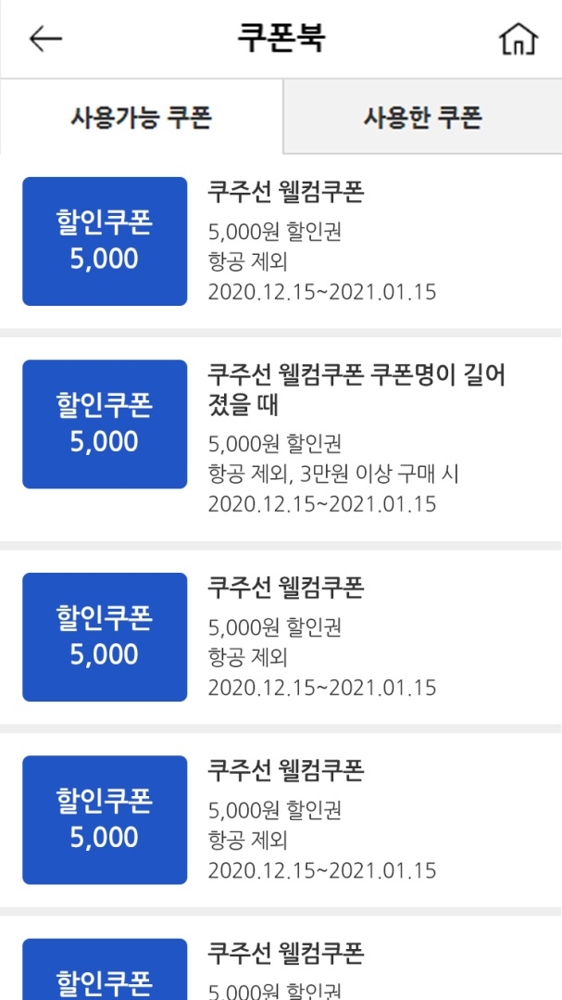 쿠폰북
사용가능 쿠폰
사용한 쿠폰
할인쿠폰
5,000
쿠주선 웰컴쿠폰
5,000원 할인권
항공 제외
2020.12.15~2021.01.15
할인쿠폰
5,000
쿠주선 웰컴쿠폰 쿠폰명이 길어
졌을 때
5,000원 할인권
항공 제외, 3만원 이상 구매 시
2020.12.15~2021.01.15
할인쿠폰
5,000
쿠주선 웰컴쿠폰
5,000원 할인권
항공 제외
2020.12.15~2021.01.15
할인쿠폰
5,000
쿠주선 웰컴쿠폰
5,000원 할인권
항공 제외
2020.12.15~2021.01.15
할인쿠폰
쿠주선 웰컴쿠폰
5,000원 할인권